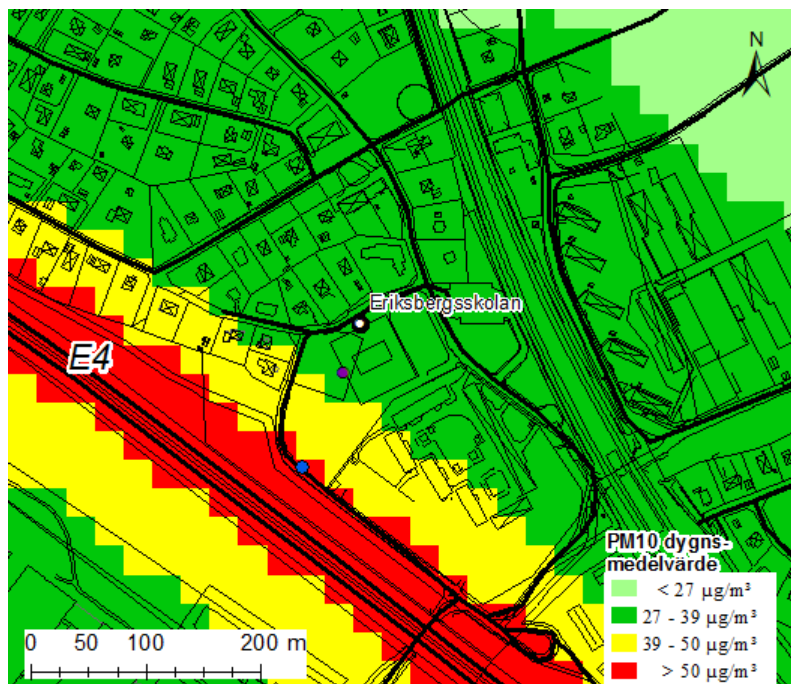 N
Eriksbergsskolan
E4
PM10 dygns-
medelvärde
< 27 µg/m³
27 - 39 µg/m³
39 - 50 µg/m³
> 50 µg/m³
0 50 100 200 m